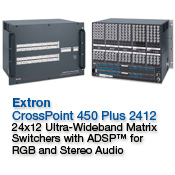 Extron
CrossPoint 450 Plus 2412
24x12 Ultra-Wideband Matrix
Switchers with ADSP™ for
RGB and Stereo Audio